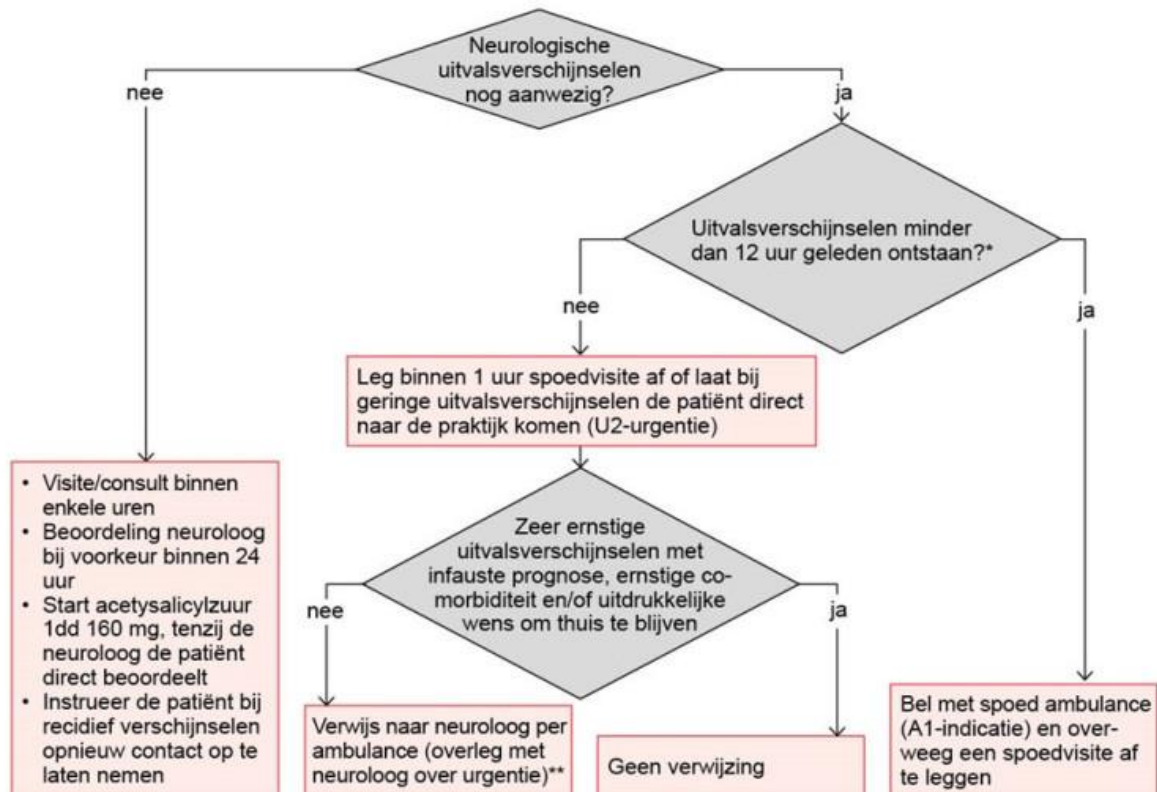 Neurologische
uitvalsverschijnselen
nog aanwezig?
nee
ja
Uitvalsverschijnselen minder
dan 12 uur geleden ontstaan?*
nee
ja
Leg binnen 1 uur spoedvisite af of laat bij
geringe uitvalsverschijnselen de patiënt direct
naar de praktijk komen (U2-urgentie)
• Visite/consult binnen
enkele uren
• Beoordeling neuroloog
bij voorkeur binnen 24
uur
• Start acetysalicylzuur
1dd 160 mg, tenzij de
neuroloog de patiënt
direct beoordeelt
• Instrueer de patiënt bij
recidief verschijnselen
opnieuw contact op te
laten nemen
Zeer ernstige
uitvalsverschijnselen met
infauste prognose, ernstige co-
morbiditeit en/of uitdrukkelijke
wens om thuis te blijven
nee
ja
Verwijs naar neuroloog per
ambulance (overleg met
neuroloog over urgentie)**
Geen verwijzing
Bel met spoed ambulance
(A1-indicatie) en over-
weeg een spoedvisite af
te leggen